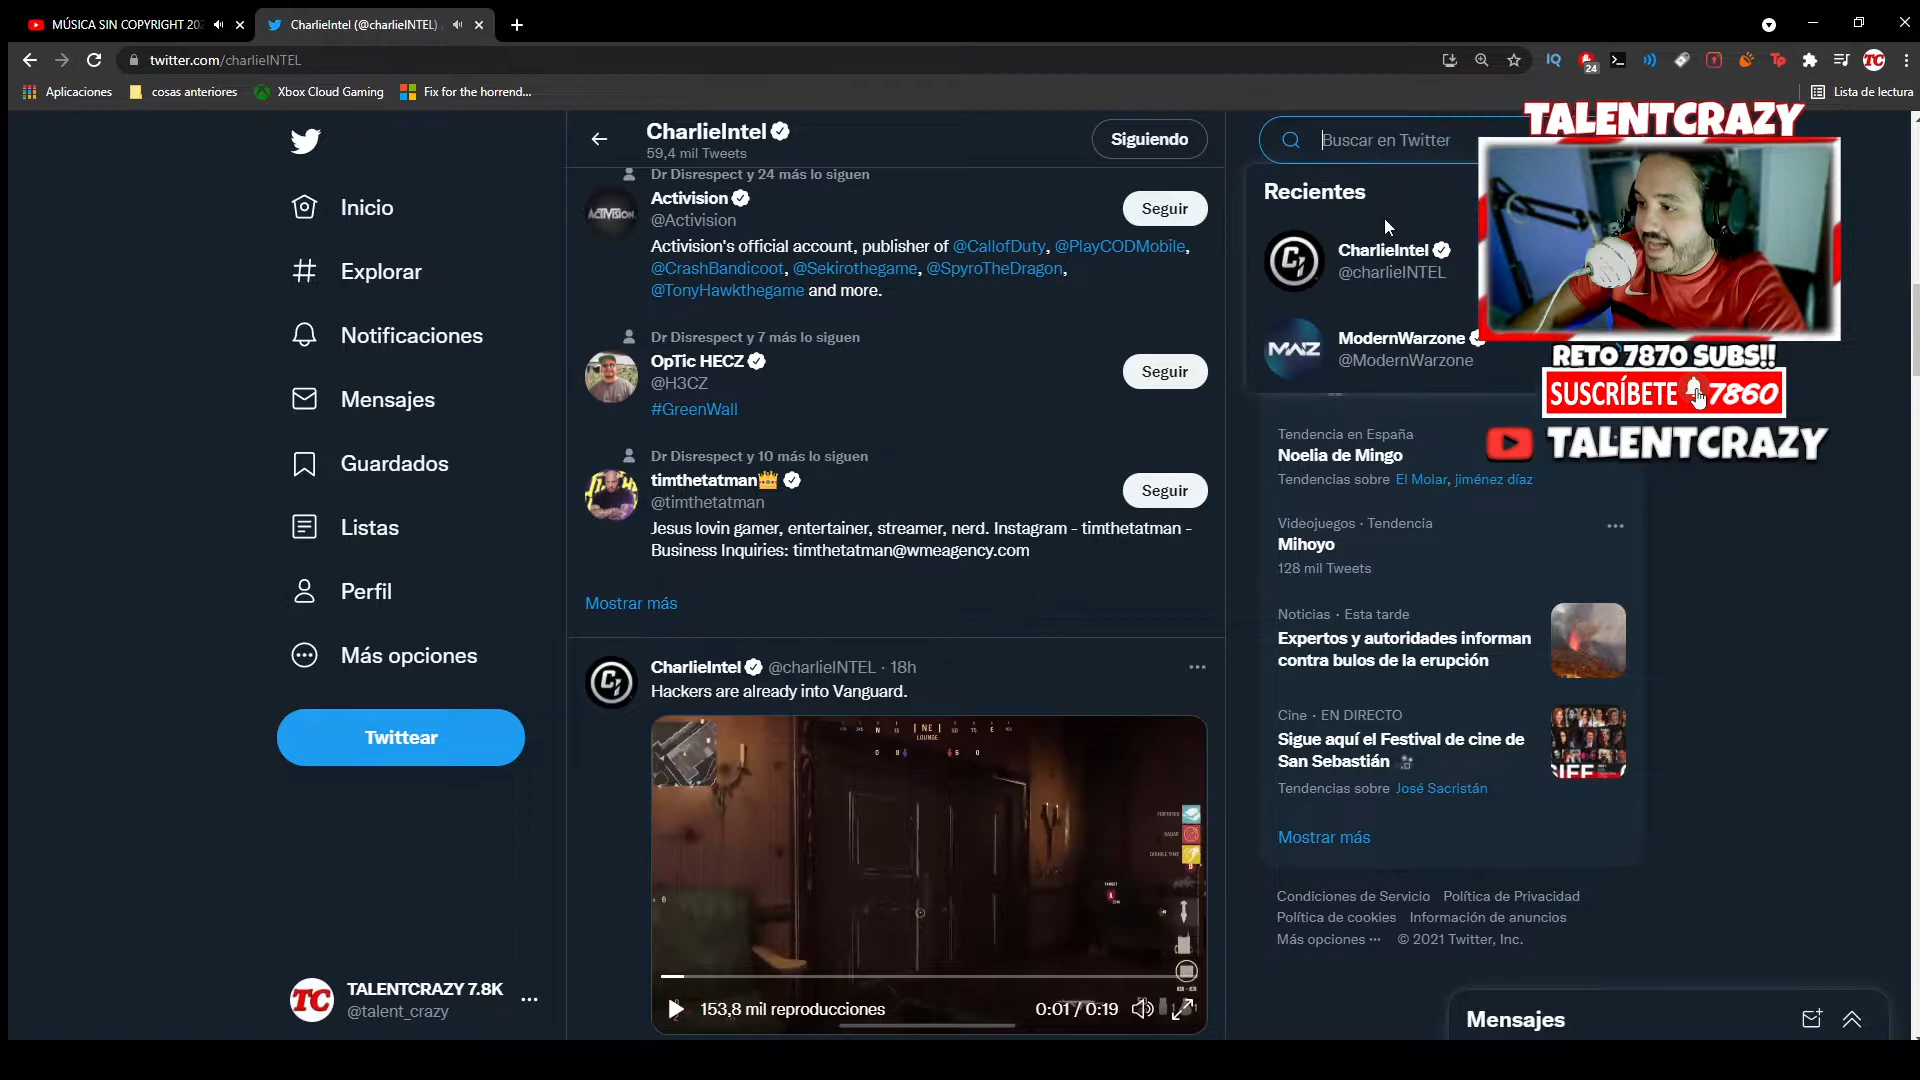 MÚSICA SIN COPYRIGHT 202
CharlieIntel (@charlieINTEL)
twitter.com/charlieINTEL
24
Aplicaciones
cosas anteriores
Xbox Cloud Gaming
Fix for the horrend...
Lista de lectura
Inicio
Explorar
Notificaciones
Mensajes
Guardados
Listas
Perfil
Más opciones
Twittear
TALENTCRAZY 7.8K
@talent_crazy
CharlieIntel
59,4 mil Tweets
Siguiendo
Dr Disrespect y 24 más lo siguen
Activision
@Activision
Seguir
Activision's official account, publisher of @CallofDuty, @PlayCODMobile,
@CrashBandicoot, @Sekirothegame, @SpyroTheDragon,
@TonyHawkthegame and more.
Dr Disrespect y 7 más lo siguen
OpTic HECZ
@H3CZ
Seguir
#GreenWall
Dr Disrespect y 10 más lo siguen
timthetatman
@timthetatman
Seguir
Jesus lovin gamer, entertainer, streamer, nerd. Instagram - timthetatman -
Business Inquiries: timthetatman@wmeagency.com
Mostrar más
CharlieIntel @charlieINTEL · 18h
Hackers are already into Vanguard.
NE
LOUNGE
153,8 mil reproducciones
0:01 / 0:19
Buscar en Twitter
Recientes
CharlieIntel
@charlieINTEL
ModernWarzone
@ModernWarzone
Tendencia en España
Noelia de Mingo
Tendencias sobre El Molar, jiménez díaz
Videojuegos · Tendencia
Mihoyo
128 mil Tweets
Noticias · Esta tarde
Expertos y autoridades informan
contra bulos de la erupción
Cine · EN DIRECTO
Sigue aquí el Festival de cine de
San Sebastián
Tendencias sobre José Sacristán
Mostrar más
Condiciones de Servicio Política de Privacidad
Política de cookies Información de anuncios
Más opciones ··· © 2021 Twitter, Inc.
Mensajes
TALENTCRAZY
RETO 7870 SUBS!!
SUSCRÍBETE 7860
TALENTCRAZY